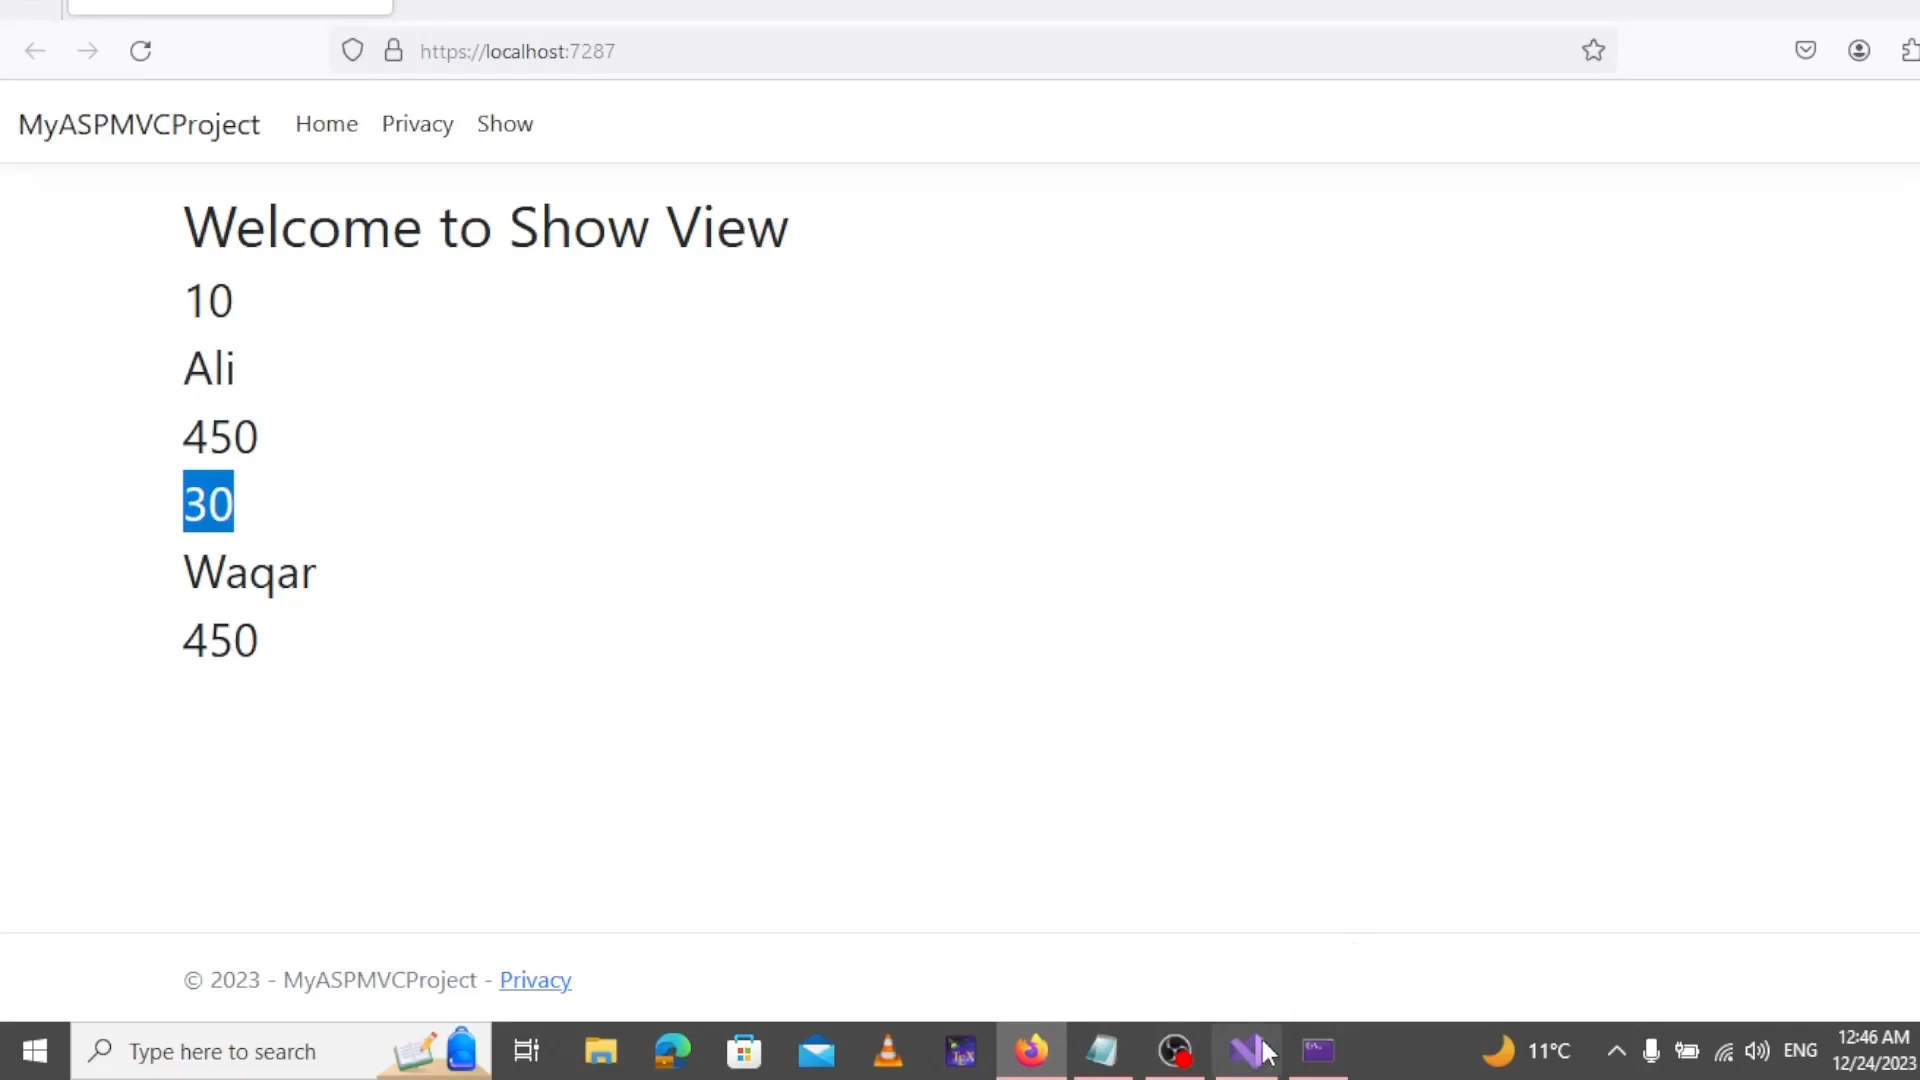 https://localhost:7287
MyASPMVCProject Home Privacy Show
Welcome to Show View
10
Ali
450
30
Waqar
450
© 2023 - MyASPMVCProject - Privacy
Type here to search
11°C
ENG
12:46 AM
12/24/2023